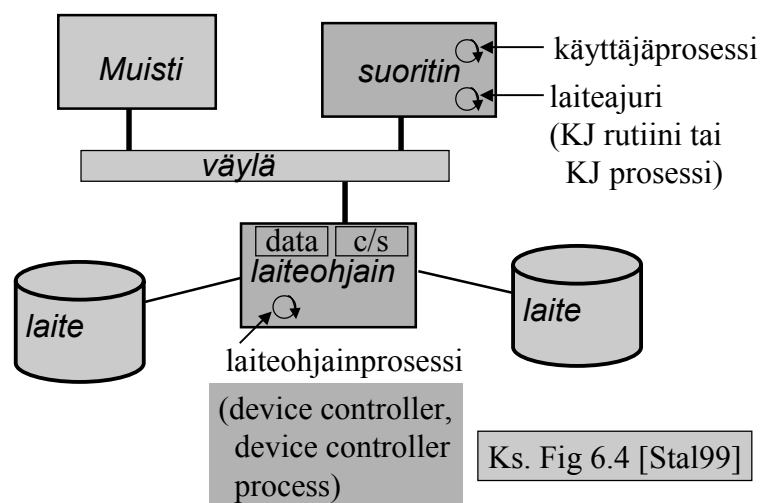 Muisti
suoritin
käyttäjäprosessi
laiteajuri
(KJ rutiini tai
KJ prosessi)
väylä
data
c/s
laiteohjain
laite
laite
laiteohjainprosessi
(device controller,
device controller
process)
Ks. Fig 6.4 [Stal99]